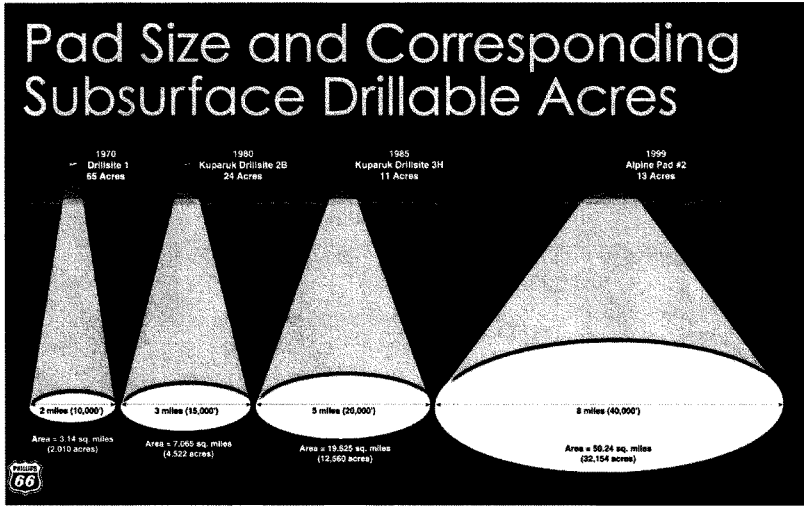 Pad Size and Corresponding
Subsurface Drillable Acres
1970
Drillsite 1
65 Acres
1980
Kuparuk Drillsite 2B
24 Acres
1985
Kuparuk Drillsite 3H
11 Acres
1999
Alpine Pad #2
13 Acres
2 miles (10,000')
3 miles (15,000')
5 miles (20,000')
8 miles (40,000')
Area = 3.14 sq. miles
(2,010 acres)
Area = 7.065 sq. miles
(4,522 acres)
Area = 19.625 sq. miles
(12,560 acres)
Area = 50.24 sq. miles
(32,154 acres)
PHILLIPS
66